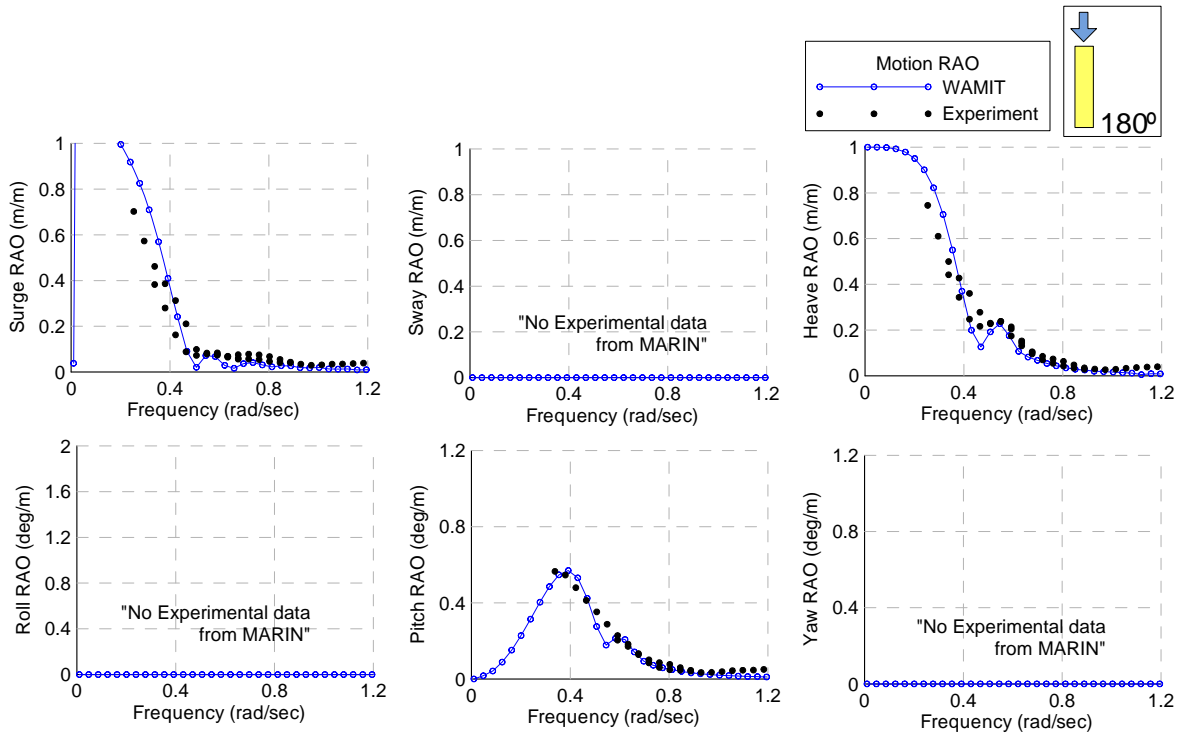 Motion RAO
WAMIT
Experiment
180º
Surge RAO (m/m)
1
0.8
0.6
0.4
0.2
0
0 0.4 0.8 1.2
Frequency (rad/sec)
Sway RAO (m/m)
1
0.8
0.6
0.4
0.2
0
"No Experimental data
from MARIN"
0 0.4 0.8 1.2
Frequency (rad/sec)
Heave RAO (m/m)
1
0.8
0.6
0.4
0.2
0
0 0.4 0.8 1.2
Frequency (rad/sec)
Roll RAO (deg/m)
2
1.6
1.2
0.8
0.4
0
"No Experimental data
from MARIN"
0 0.4 0.8 1.2
Frequency (rad/sec)
Pitch RAO (deg/m)
1.2
0.8
0.4
0
0 0.4 0.8 1.2
Frequency (rad/sec)
Yaw RAO (deg/m)
1.2
0.8
0.4
0
"No Experimental data
from MARIN"
0 0.4 0.8 1.2
Frequency (rad/sec)